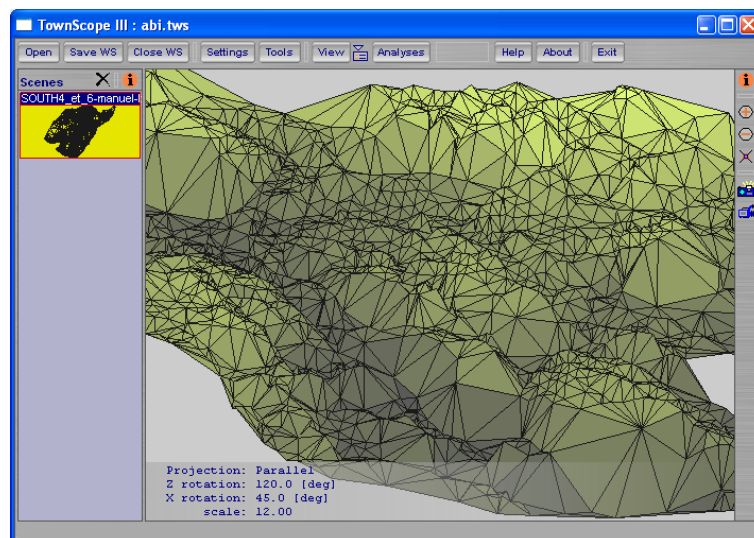 TownScope III : abi.tws
Open Save WS Close WS Settings Tools View Analyses Help About Exit
Scenes
SOUTH4_et_6-manuel-
Projection: Parallel
Z rotation: 120.0 [deg]
X rotation: 45.0 [deg]
scale: 12.00